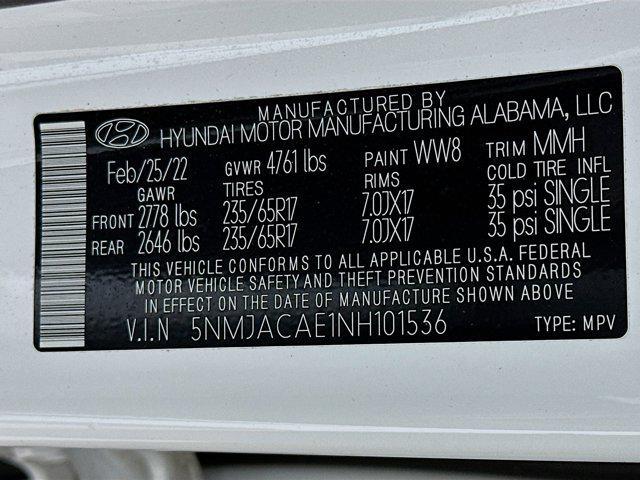 MANUFACTURED BY
HYUNDAI MOTOR MANUFACTURING ALABAMA, LLC
Feb/25/22 GVWR 4761 lbs PAINT WW8 TRIM MMH
GAWR TIRES RIMS COLD TIRE INFL
FRONT 2778 lbs 235/65R17 7.0JX17 35 psi SINGLE
REAR 2646 lbs 235/65R17 7.0JX17 35 psi SINGLE
THIS VEHICLE CONFORMS TO ALL APPLICABLE U.S.A. FEDERAL
MOTOR VEHICLE SAFETY AND THEFT PREVENTION STANDARDS
IN EFFECT ON THE DATE OF MANUFACTURE SHOWN ABOVE
V.I.N 5NMJACAE1NH101536 TYPE: MPV